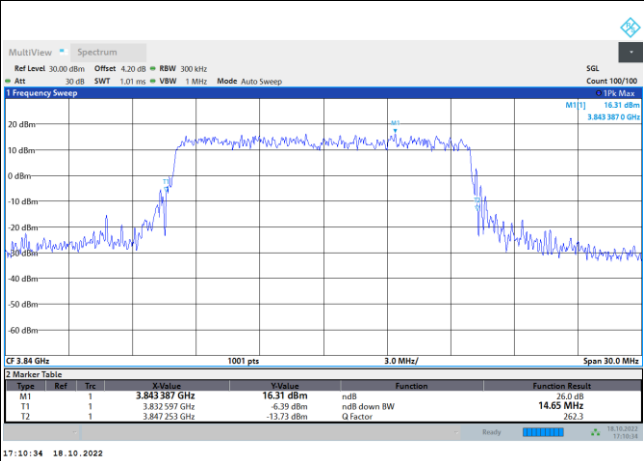 MultiView Spectrum
Ref Level 30.00 dBm Offset 4.20 dB RBW 300 kHz SGL
Att 30 dB SWT 1.01 ms VBW 1 MHz Mode Auto Sweep Count 100/100
1 Frequency Sweep 1Pk Max
M1[1] 16.31 dBm
3.843 387 0 GHz
M1
20 dBm
10 dBm
0 dBm
T1
-10 dBm
-20 dBm
-30 dBm
-40 dBm
-50 dBm
-60 dBm
CF 3.84 GHz 1001 pts 3.0 MHz/ Span 30.0 MHz
2 Marker Table
Type Ref Trc X-Value Y-Value Function Function Result
M1 1 3.843 387 GHz 16.31 dBm ndB 26.0 dB
T1 1 3.832 597 GHz -6.39 dBm ndB down BW 14.65 MHz
T2 1 3.847 253 GHz -13.73 dBm Q Factor 262.3
Ready 18.10.2022
17:10:34
17:10:34 18.10.2022